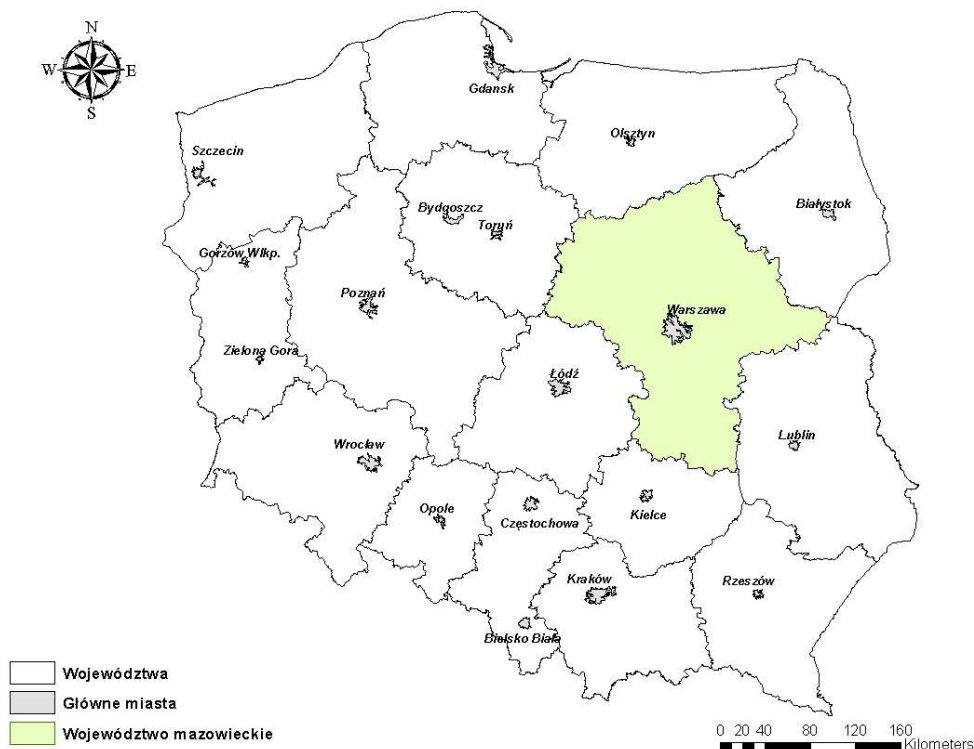 N
W E
S
Gdansk
Olsztyn
Szczecin
Białystok
Bydgoszcz
Toruń
Gorzów Wlkp.
Poznań
Warszawa
Zielona Gora
Łódź
Wrocław
Lublin
Opole
Częstochowa
Kielce
Kraków
Rzeszów
Bielsko Biała
Województwa
Główne miasta
Województwo mazowieckie
0 20 40 80 120 160
Kilometers